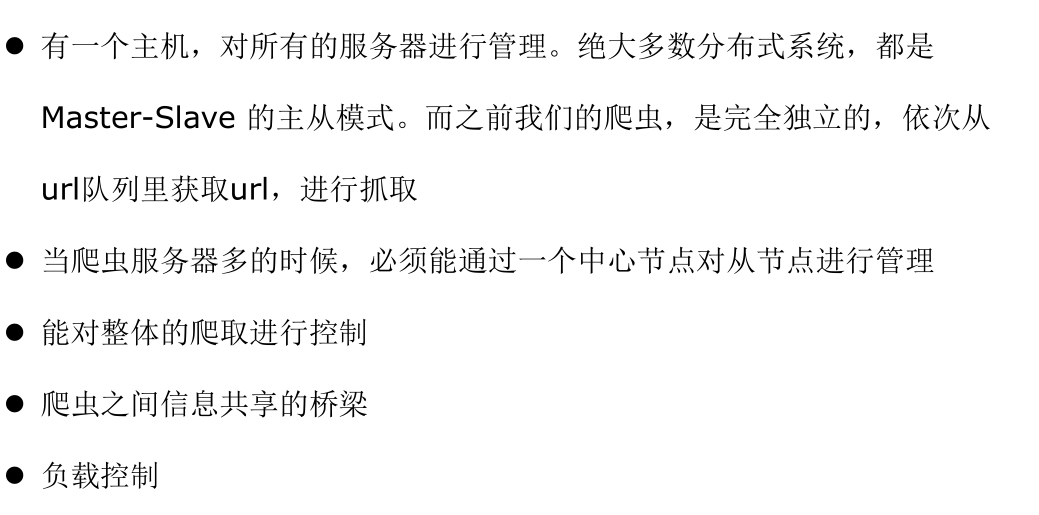 ● 有一个主机，对所有的服务器进行管理。绝大多数分布式系统，都是
Master-Slave 的主从模式。而之前我们的爬虫，是完全独立的，依次从
url队列里获取url，进行抓取
● 当爬虫服务器多的时候，必须能通过一个中心节点对从节点进行管理
● 能对整体的爬取进行控制
● 爬虫之间信息共享的桥梁
● 负载控制